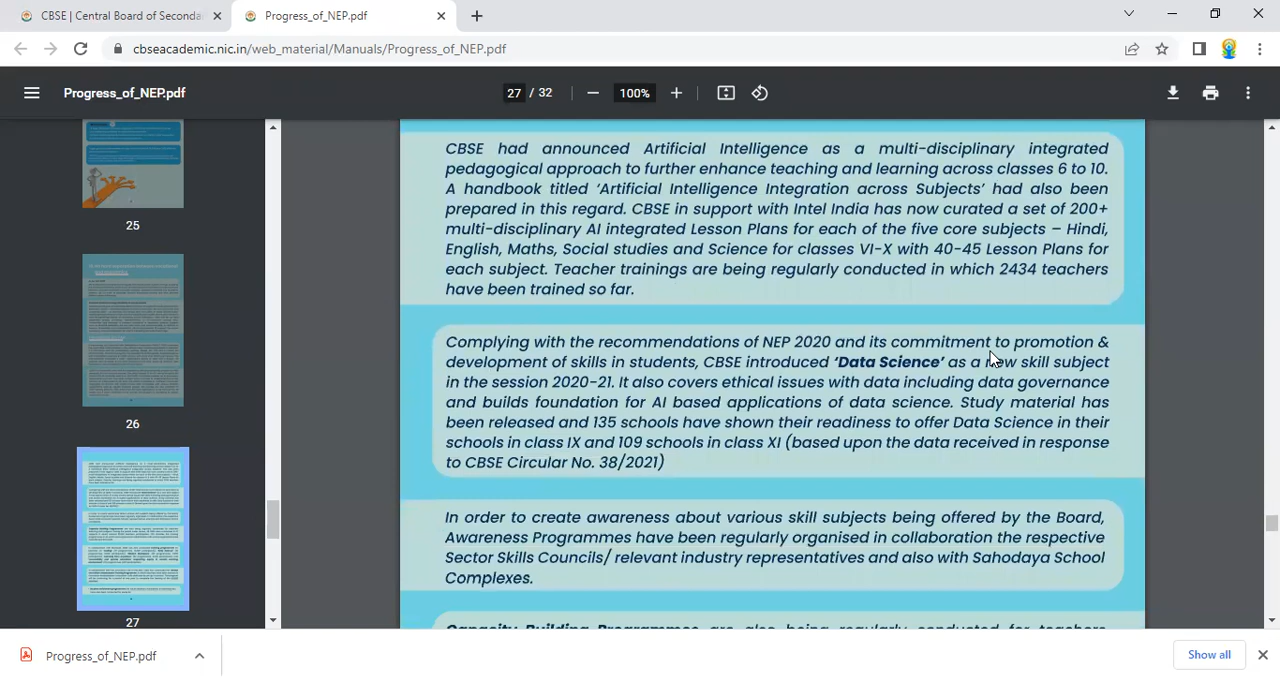 CBSE | Central Board of Seconda
Progress_of_NEP.pdf
cbseacademic.nic.in/web_material/Manuals/Progress_of_NEP.pdf
Progress_of_NEP.pdf
27 / 32
100%
25
26
27
CBSE had announced Artificial Intelligence as a multi-disciplinary integrated
pedagogical approach to further enhance teaching and learning across classes 6 to 10.
A handbook titled ‘Artificial Intelligence Integration across Subjects’ had also been
prepared in this regard. CBSE in support with Intel India has now curated a set of 200+
multi-disciplinary AI integrated Lesson Plans for each of the five core subjects – Hindi,
English, Maths, Social studies and Science for classes VI-X with 40-45 Lesson Plans for
each subject. Teacher trainings are being regularly conducted in which 2434 teachers
have been trained so far.
Complying with the recommendations of NEP 2020 and its commitment to promotion &
development of skills in students, CBSE introduced ‘Data Science’ as a new skill subject
in the session 2020-21. It also covers ethical issues with data including data governance
and builds foundation for AI based applications of data science. Study material has
been released and 135 schools have shown their readiness to offer Data Science in their
schools in class IX and 109 schools in class XI (based upon the data received in response
to CBSE Circular No. 38/2021)
In order to create awareness about various skill subjects being offered by the Board,
Awareness Programmes have been regularly organised in collaboration the respective
Sector Skills Councils/ relevant industry representatives and also with Sahodaya School
Complexes.
Capacity Building Programmes are also being regularly conducted for teachers
Progress_of_NEP.pdf
Show all